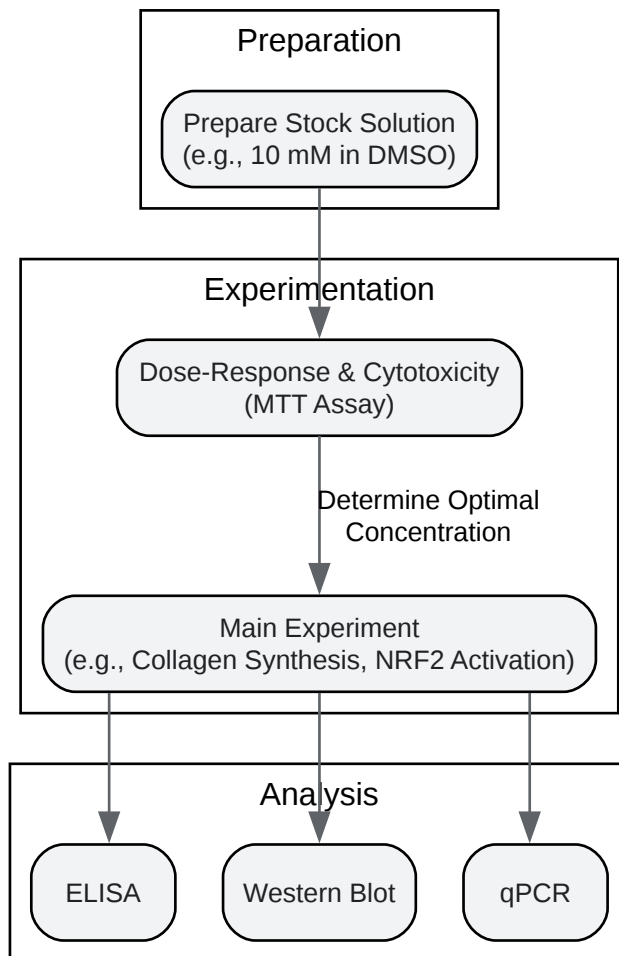 Preparation
Prepare Stock Solution
(e.g., 10 mM in DMSO)
Experimentation
Dose-Response & Cytotoxicity
(MTT Assay)
Determine Optimal
Concentration
Main Experiment
(e.g., Collagen Synthesis, NRF2 Activation)
Analysis
ELISA
Western Blot
qPCR